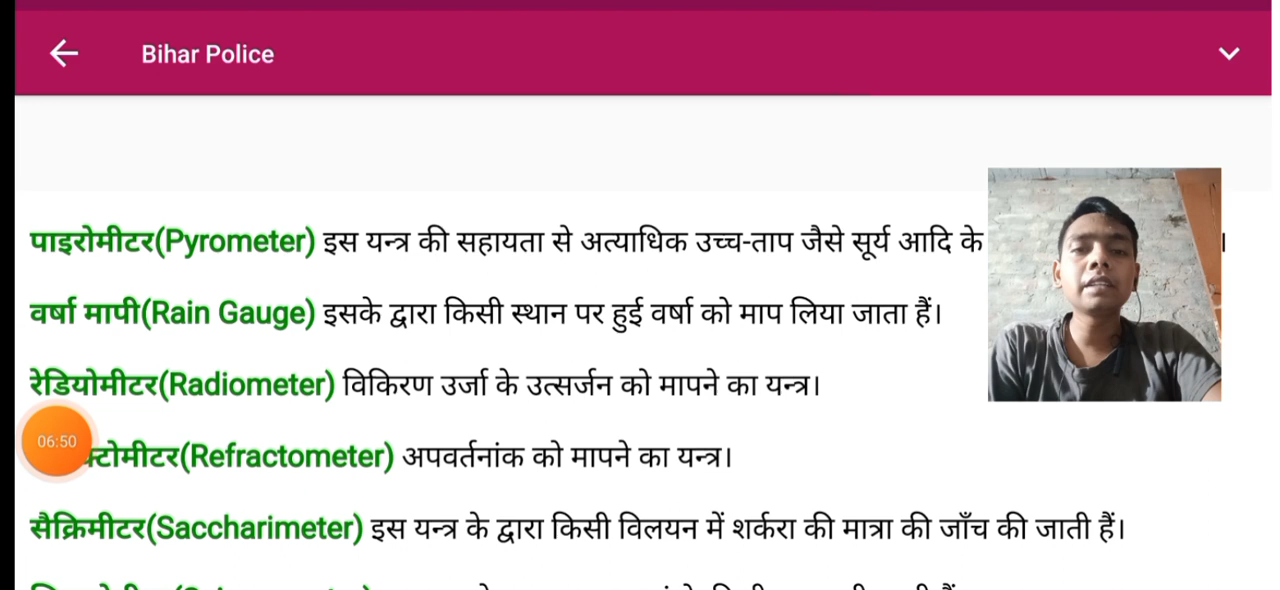 Bihar Police
पाइरोमीटर(Pyrometer) इस यन्त्र की सहायता से अत्याधिक उच्च-ताप जैसे सूर्य आदि के
वर्षा मापी(Rain Gauge) इसके द्वारा किसी स्थान पर हुई वर्षा को माप लिया जाता हैं।
रेडियोमीटर(Radiometer) विकिरण उर्जा के उत्सर्जन को मापने का यन्त्र।
06:50
(Refractometer) अपवर्तनांक को मापने का यन्त्र।
सैक्रिमीटर(Saccharimeter) इस यन्त्र के द्वारा किसी विलयन में शर्करा की मात्रा की जाँच की जाती हैं।